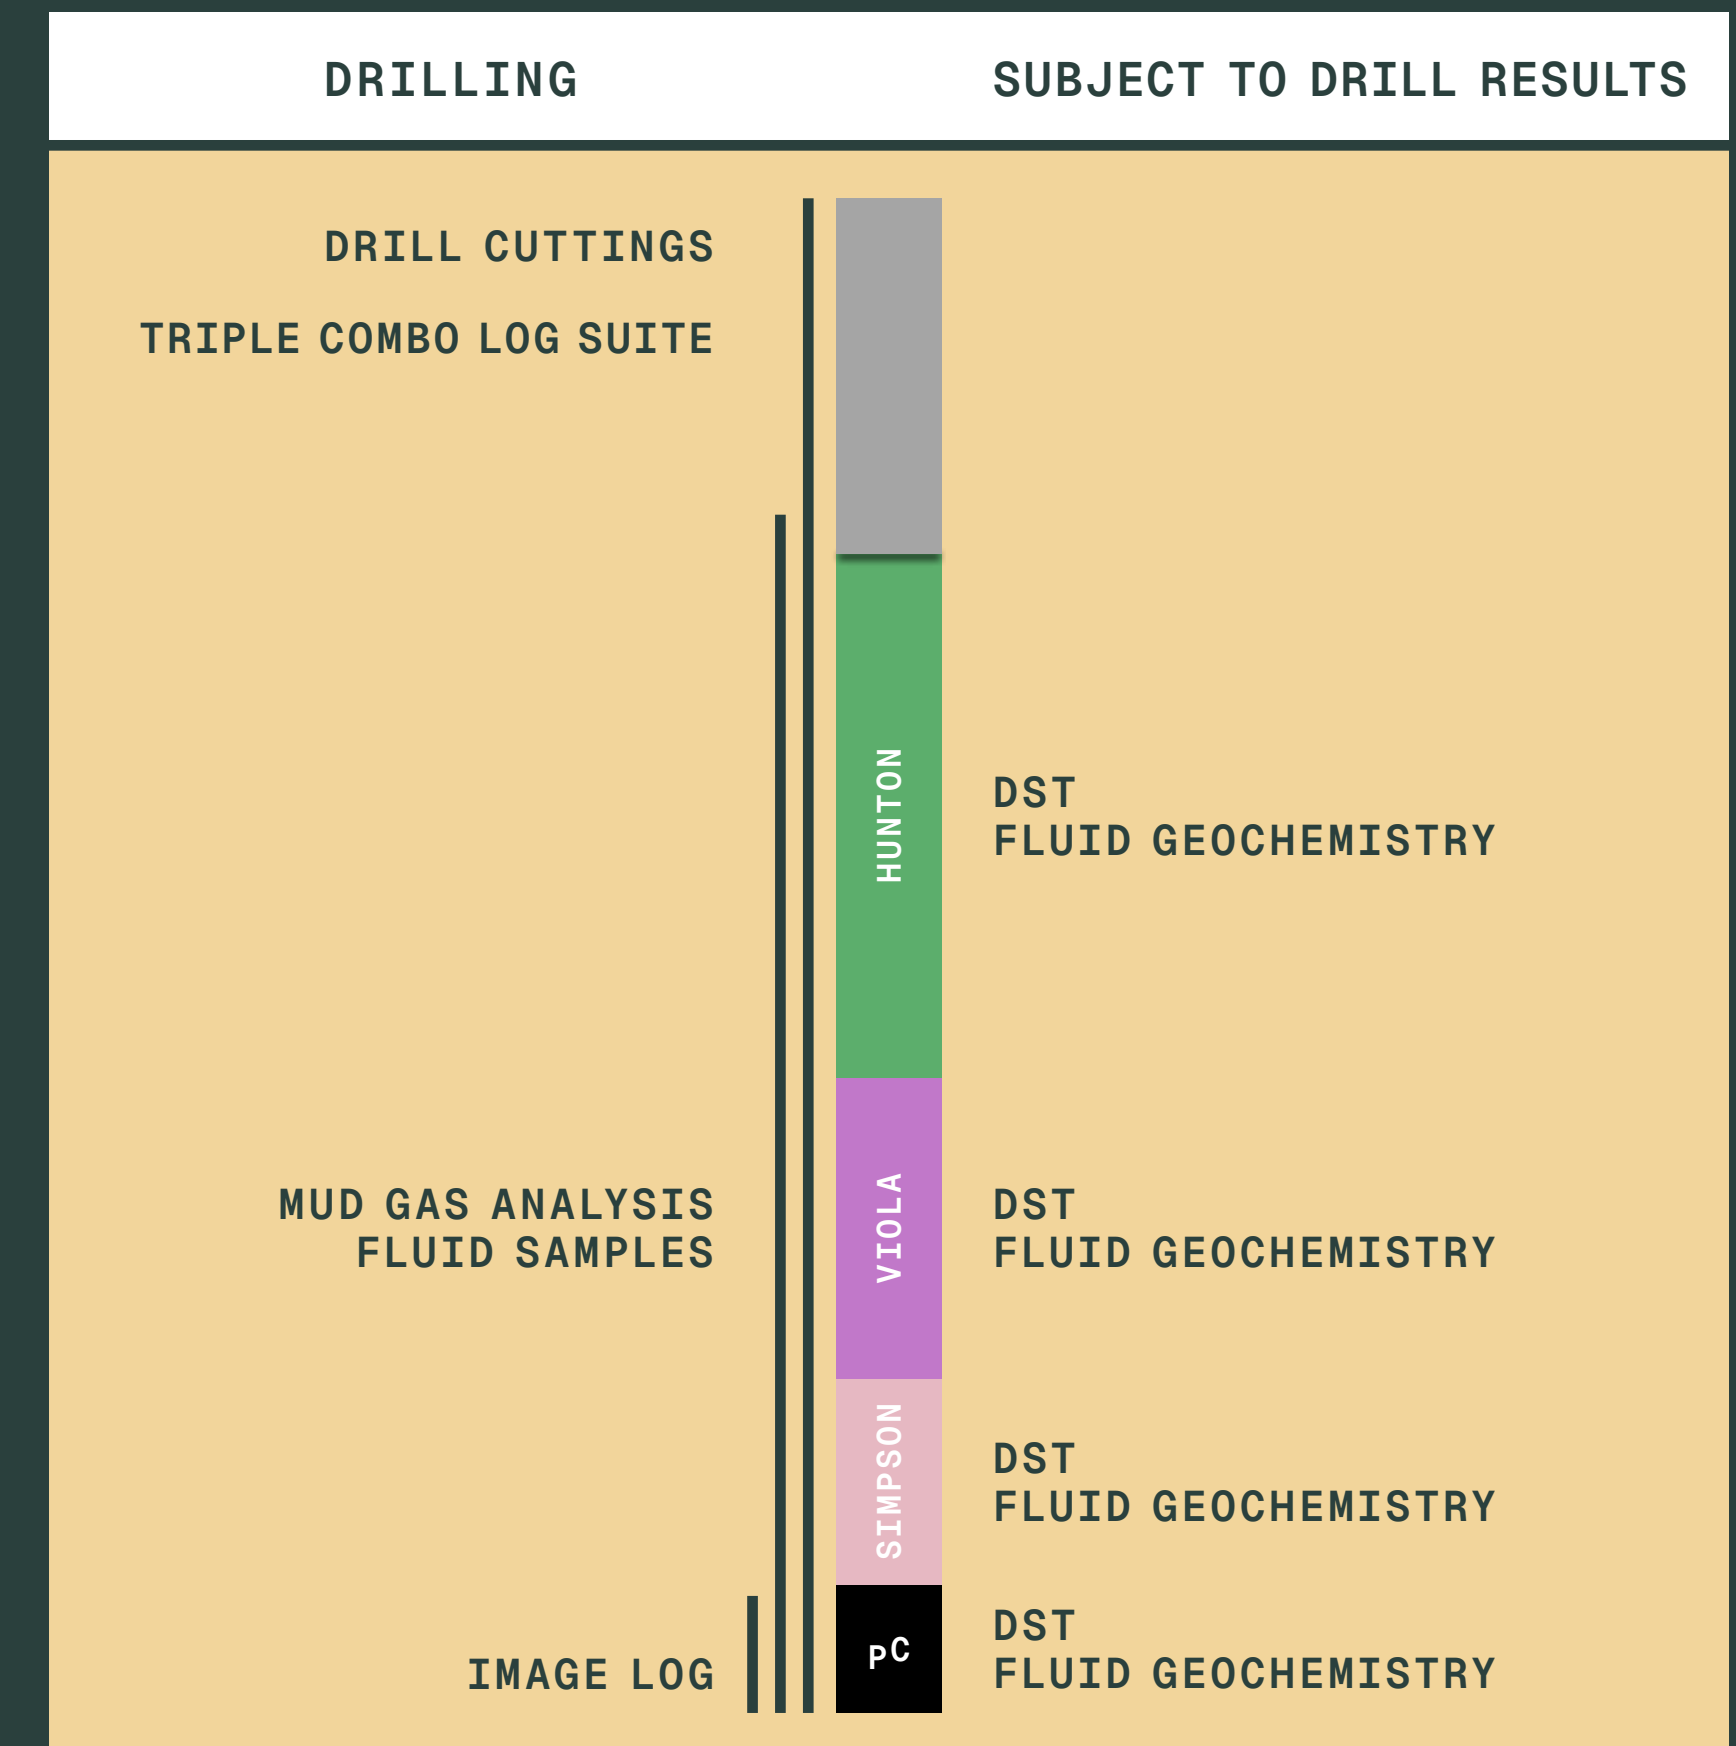 DRILLING
SUBJECT TO DRILL RESULTS
DRILL CUTTINGS
TRIPLE COMBO LOG SUITE
HUNTON
DST
FLUID GEOCHEMISTRY
MUD GAS ANALYSIS
FLUID SAMPLES
VIOLA
DST
FLUID GEOCHEMISTRY
SIMPSON
DST
FLUID GEOCHEMISTRY
IMAGE LOG
PC
DST
FLUID GEOCHEMISTRY